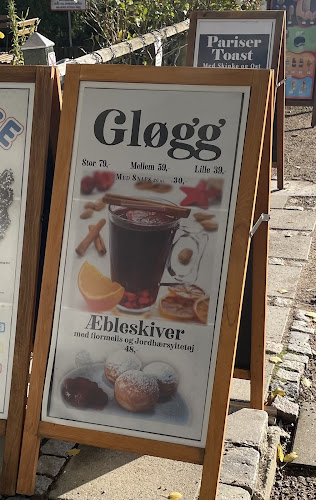 Gløgg
Stor 79,- Mellem 59,- Lille 39,-
Med Snaps 30,-
Æbleskiver
med flormelis og Jordbærsyltetøj
48,-
Pariser
Toast
Med Skinke og Ost